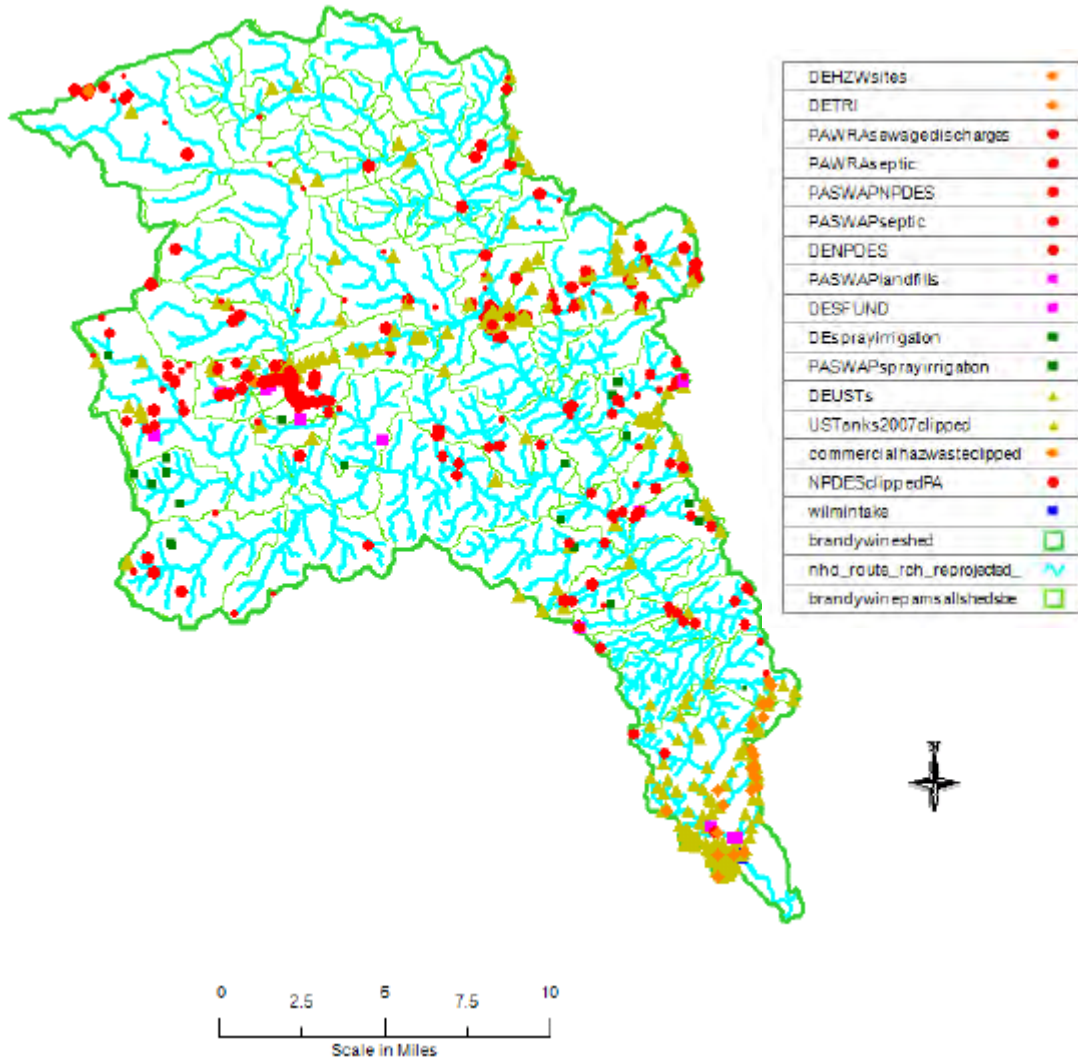 DEHZWsites
DETRI
PAWRAsewagedischarges
PAWRAseptic
PASWAPNPDES
PASWAPseptic
DENPDES
PASWAPlandfills
DESFUND
DEsprayirrigation
PASWAPsprayirrigation
DEUSTs
USTanks2007clipped
commercialhazwasteclipped
NPDESclippedPA
wilmintake
brandywineshed
nhd_route_rch_reprojected_
brandywinepamsallshedsbe
N
0 2.5 5 7.5 10
Scale in Miles